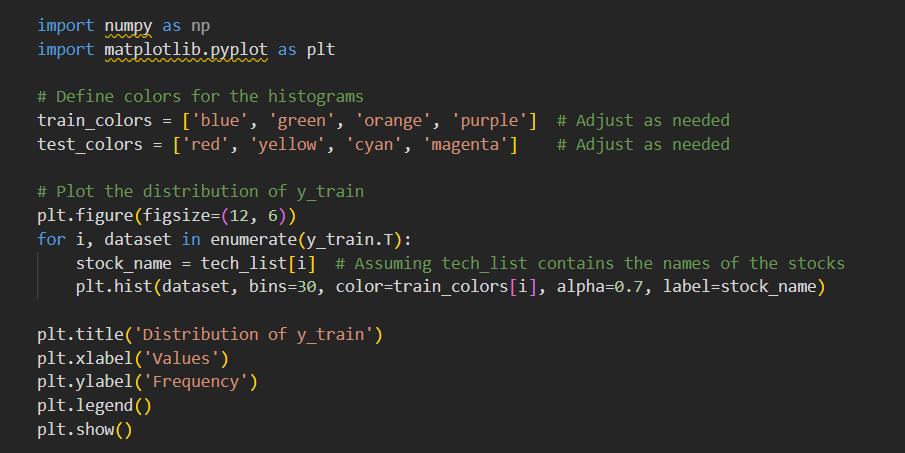 import numpy as np
import matplotlib.pyplot as plt
# Define colors for the histograms
train_colors = ['blue', 'green', 'orange', 'purple']  # Adjust as needed
test_colors = ['red', 'yellow', 'cyan', 'magenta']    # Adjust as needed
# Plot the distribution of y_train
plt.figure(figsize=(12, 6))
for i, dataset in enumerate(y_train.T):
    stock_name = tech_list[i]  # Assuming tech_list contains the names of the stocks
    plt.hist(dataset, bins=30, color=train_colors[i], alpha=0.7, label=stock_name)
plt.title('Distribution of y_train')
plt.xlabel('Values')
plt.ylabel('Frequency')
plt.legend()
plt.show()